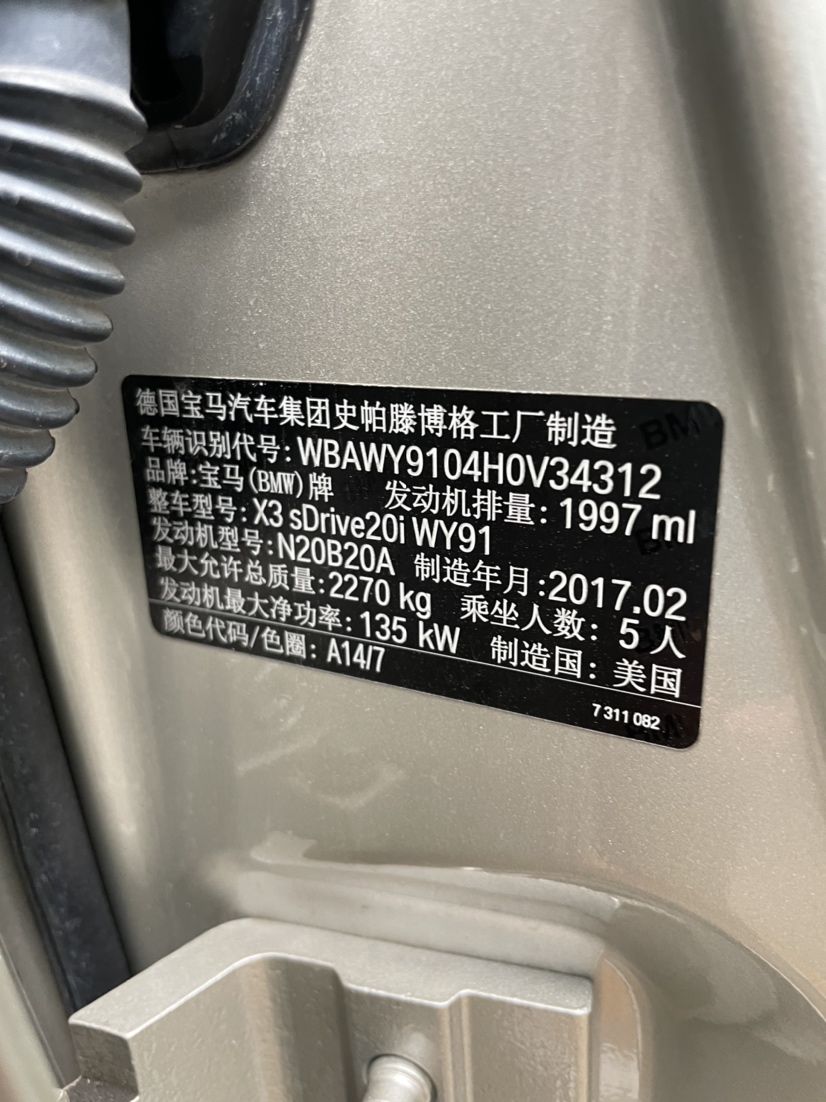 德国宝马汽车集团史帕滕博格工厂制造
车辆识别代号: WBAWY9104H0V34312
品牌:宝马(BMW)牌 发动机排量: 1997 ml
整车型号: X3 sDrive20i WY91
发动机型号: N20B20A 制造年月:2017.02
最大允许总质量: 2270 kg 乘坐人数: 5 人
发动机最大净功率: 135 kW 制造国: 美国
颜色代码/色圈: A14/7
7 311 082